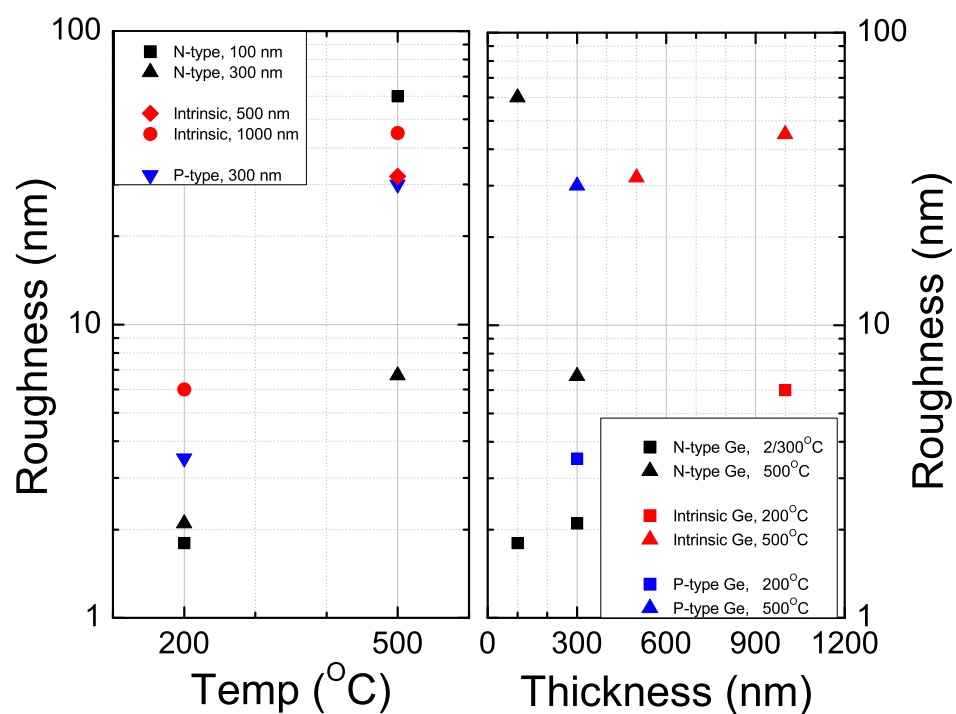 100
10
1
Roughness (nm)
N-type, 100 nm
N-type, 300 nm
Intrinsic, 500 nm
Intrinsic, 1000 nm
P-type, 300 nm
200
500
Temp (°C)
100
10
1
Roughness (nm)
N-type Ge, 2/300°C
N-type Ge, 500°C
Intrinsic Ge, 200°C
Intrinsic Ge, 500°C
P-type Ge, 200°C
P-type Ge, 500°C
0 300 600 900 1200
Thickness (nm)